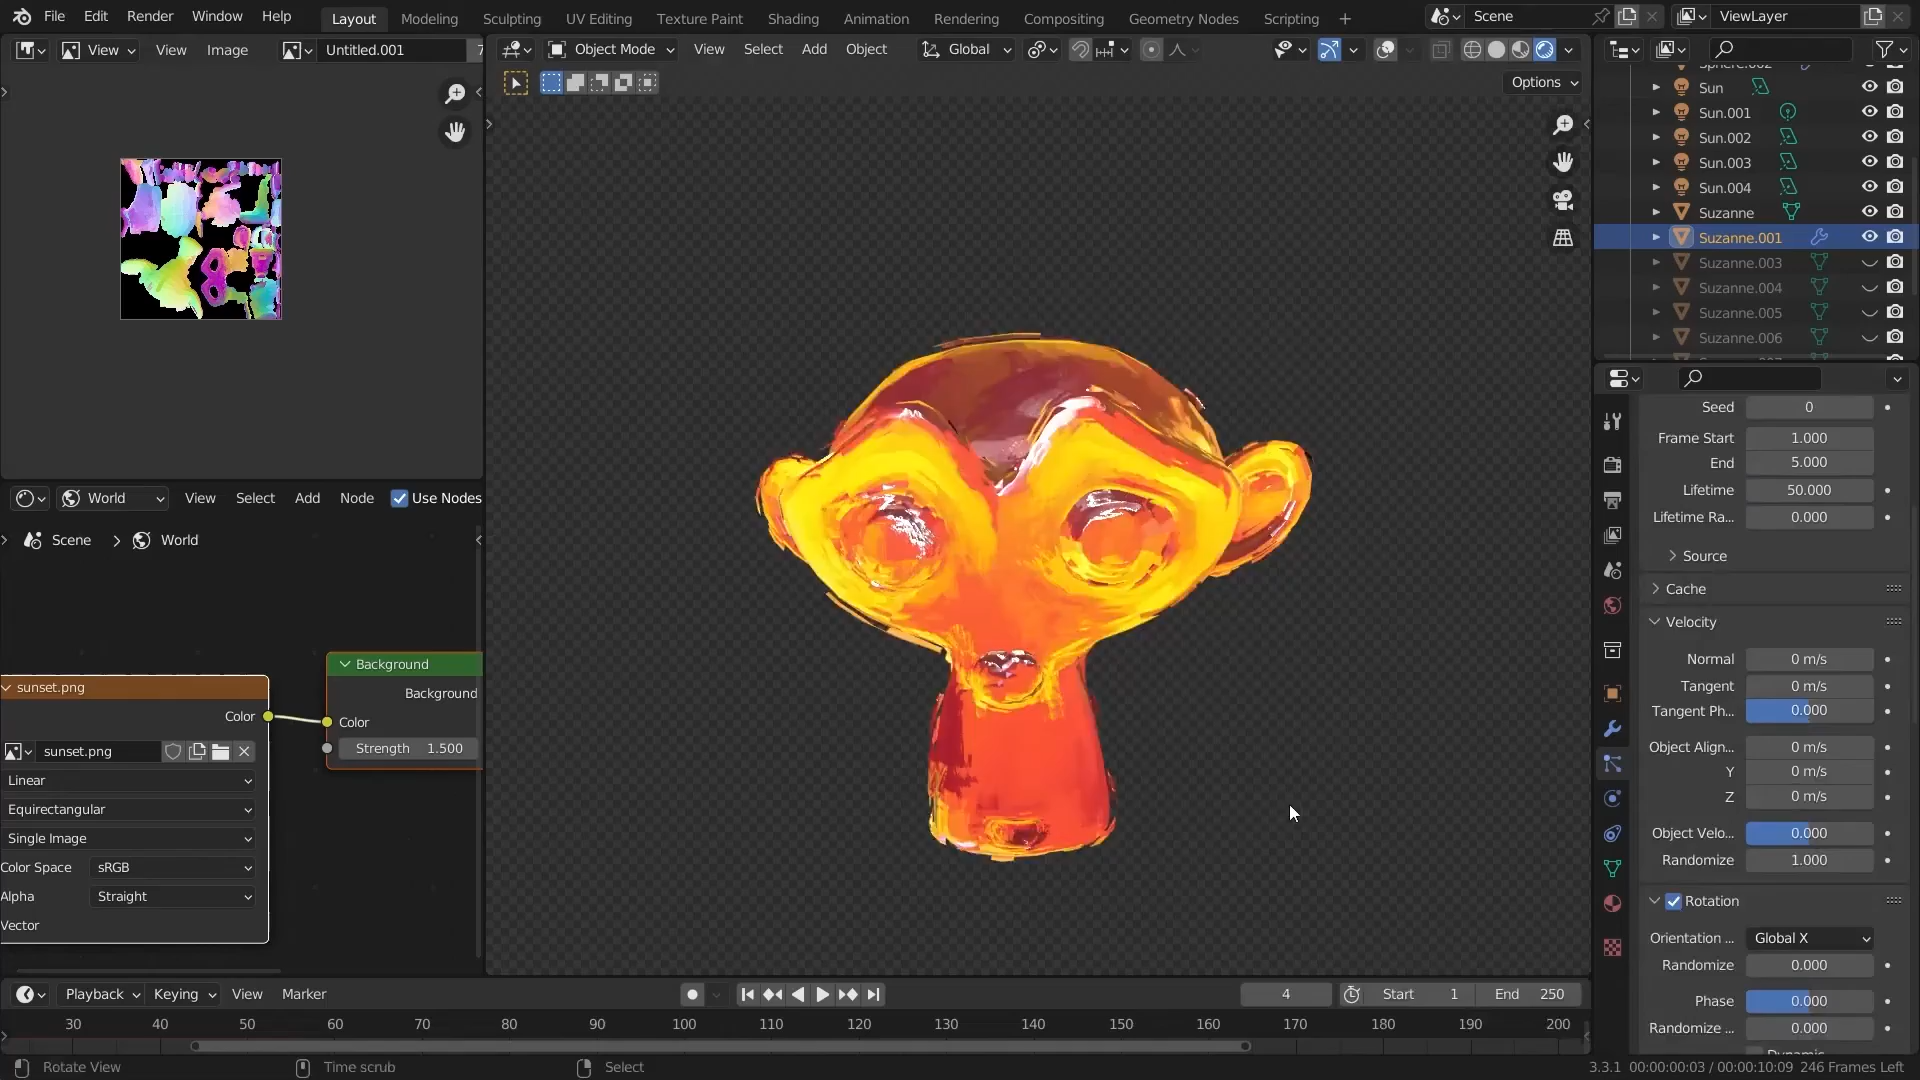 File Edit Render Window Help Layout Modeling Sculpting UV Editing Texture Paint Shading Animation Rendering Compositing Geometry Nodes Scripting + Scene ViewLayer
View View Image Untitled.001 7 Object Mode View Select Add Object Global
Options
Sun
Sun.001
Sun.002
Sun.003
Sun.004
Suzanne
Suzanne.001
Suzanne.003
Suzanne.004
Suzanne.005
Suzanne.006
Seed 0
Frame Start 1.000
End 5.000
Lifetime 50.000
Lifetime Ra... 0.000
Source
Cache
Velocity
Normal 0 m/s
Tangent 0 m/s
Tangent Ph... 0.000
Object Align... 0 m/s
Y 0 m/s
Z 0 m/s
Object Velo... 0.000
Randomize 1.000
Rotation
Orientation ... Global X
Randomize 0.000
Phase 0.000
Randomize ... 0.000
World View Select Add Node Use Nodes
Scene > World
Background
Background
Color
Strength 1.500
sunset.png
Color
sunset.png
Linear
Equirectangular
Single Image
Color Space sRGB
Alpha Straight
Vector
Playback Keying View Marker 4 Start 1 End 250
30 40 50 60 70 80 90 100 110 120 130 140 150 160 170 180 190 200
Rotate View Time scrub Select 3.3.1 00:00:00:03 / 00:00:10:09 246 Frames Left